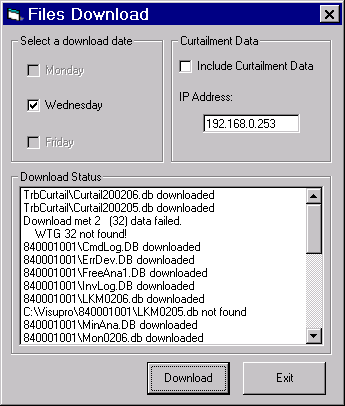 Files Download
Select a download date
Monday
Wednesday
Friday
Curtailment Data
Include Curtailment Data
IP Address:
192.168.0.253
Download Status
TrbCurtail\Curtail200206.db downloaded
TrbCurtail\Curtail200205.db downloaded
Download met 2 (32) data failed.
WTG 32 not found!
840001001\CmdLog.DB downloaded
840001001\ErrDev.DB downloaded
840001001\FreeAna1.DB downloaded
840001001\InvLog.DB downloaded
840001001\LKM0206.db downloaded
C:\Visupro\840001001\LKM0205.db not found
840001001\MinAna.DB downloaded
840001001\Mon0206.db downloaded
Download
Exit